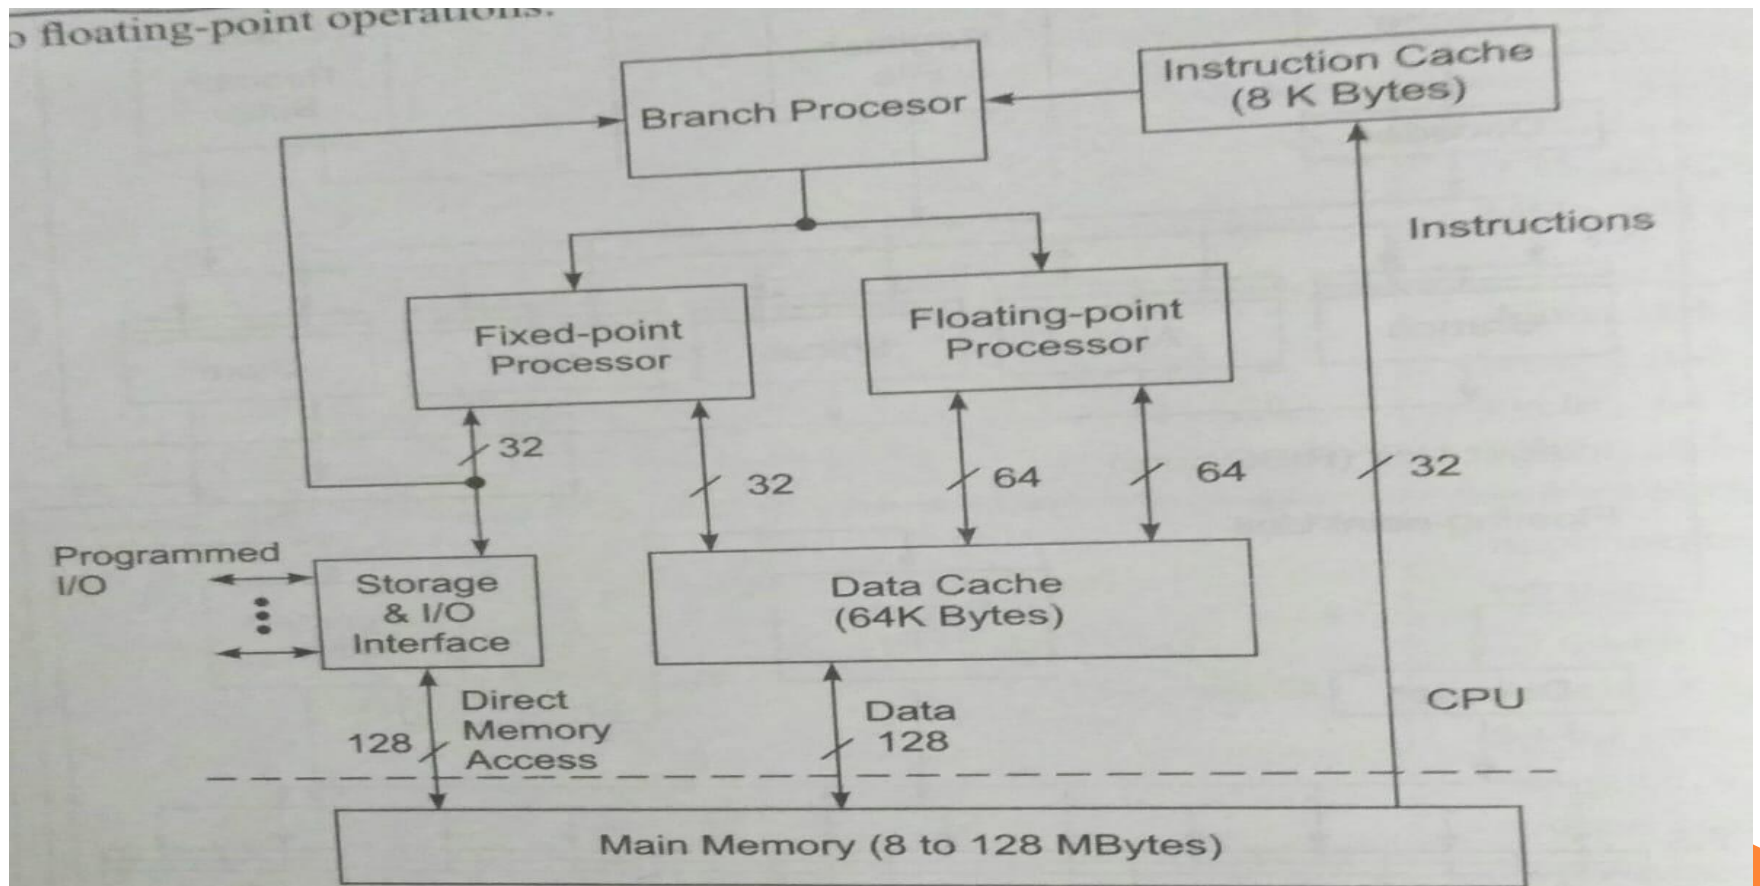 o floating-point operations.
Branch Procesor
Instruction Cache
(8 K Bytes)
Instructions
Fixed-point
Processor
Floating-point
Processor
32
32
64
64
32
Programmed
I/O
Storage
& I/O
Interface
Data Cache
(64K Bytes)
Direct
Memory
Access
128
Data
128
CPU
Main Memory (8 to 128 MBytes)